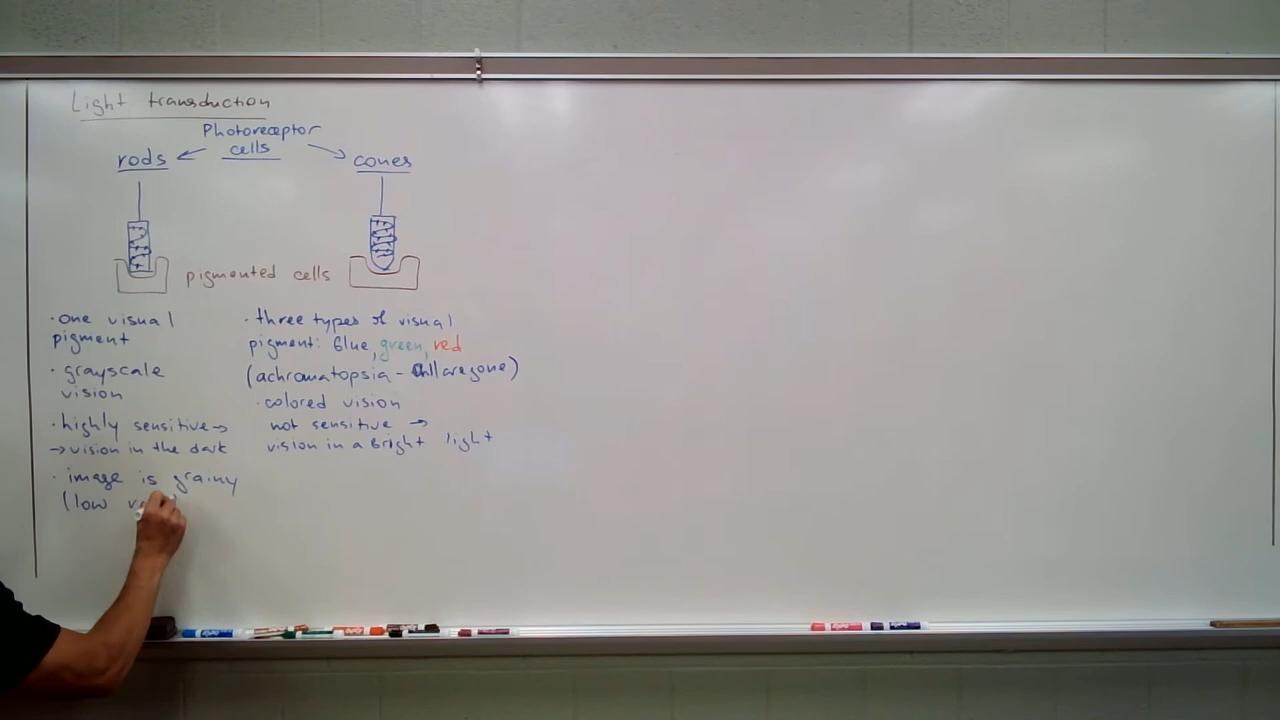 Light transduction
Photoreceptor
cells
rods
cones
pigmented cells
· one visual
pigment
· grayscale
vision
· highly sensitive →
→ vision in the dark
· image is grainy
(low
· three types of visual
pigment: blue, green, red
(achromatopsia - all are gone)
· colored vision
not sensitive →
vision in a bright light